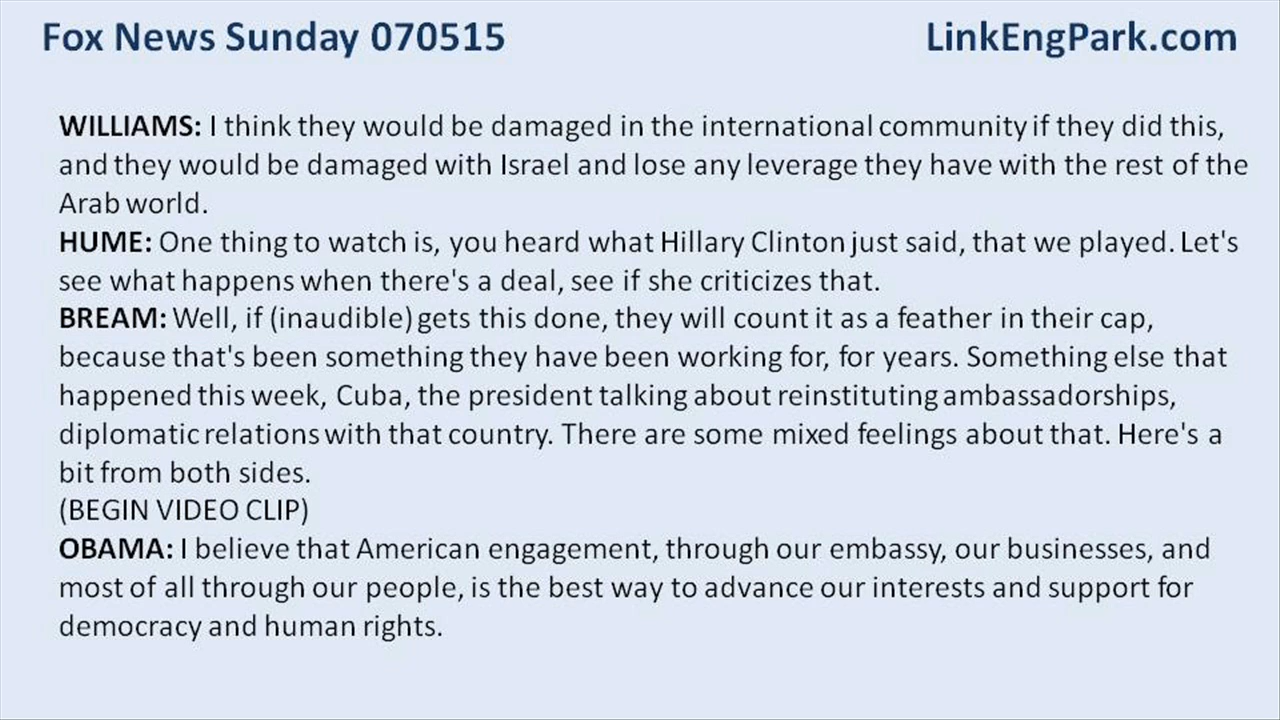 Fox News Sunday 070515
LinkEngPark.com
WILLIAMS: I think they would be damaged in the international community if they did this,
and they would be damaged with Israel and lose any leverage they have with the rest of the
Arab world.
HUME: One thing to watch is, you heard what Hillary Clinton just said, that we played. Let's
see what happens when there's a deal, see if she criticizes that.
BREAM: Well, if (inaudible) gets this done, they will count it as a feather in their cap,
because that's been something they have been working for, for years. Something else that
happened this week, Cuba, the president talking about reinstituting ambassadorships,
diplomatic relations with that country. There are some mixed feelings about that. Here's a
bit from both sides.
(BEGIN VIDEO CLIP)
OBAMA: I believe that American engagement, through our embassy, our businesses, and
most of all through our people, is the best way to advance our interests and support for
democracy and human rights.